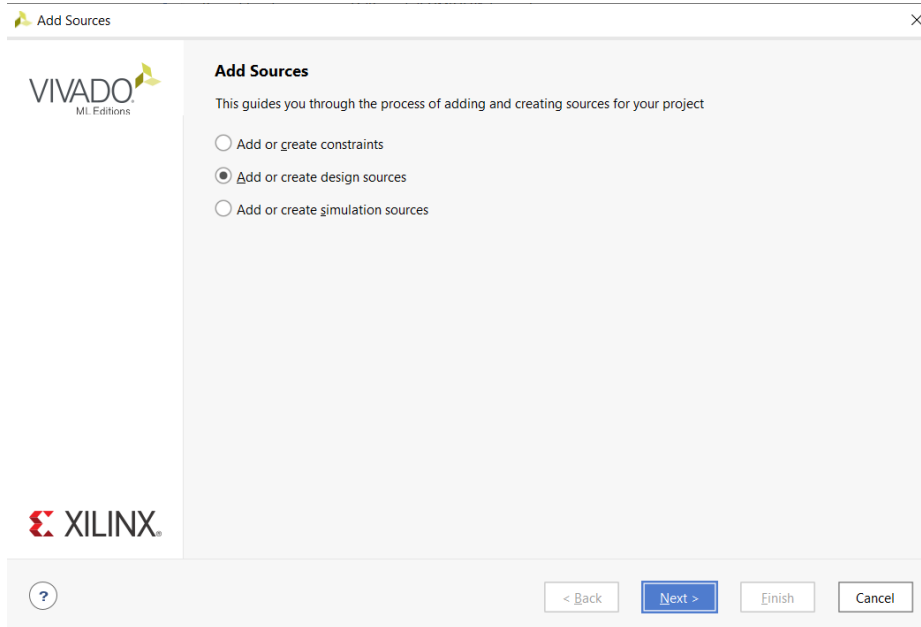 Add Sources
VIVADO
ML Editions
Add Sources
This guides you through the process of adding and creating sources for your project
Add or create constraints
Add or create design sources
Add or create simulation sources
XILINX
?
< Back
Next >
Finish
Cancel